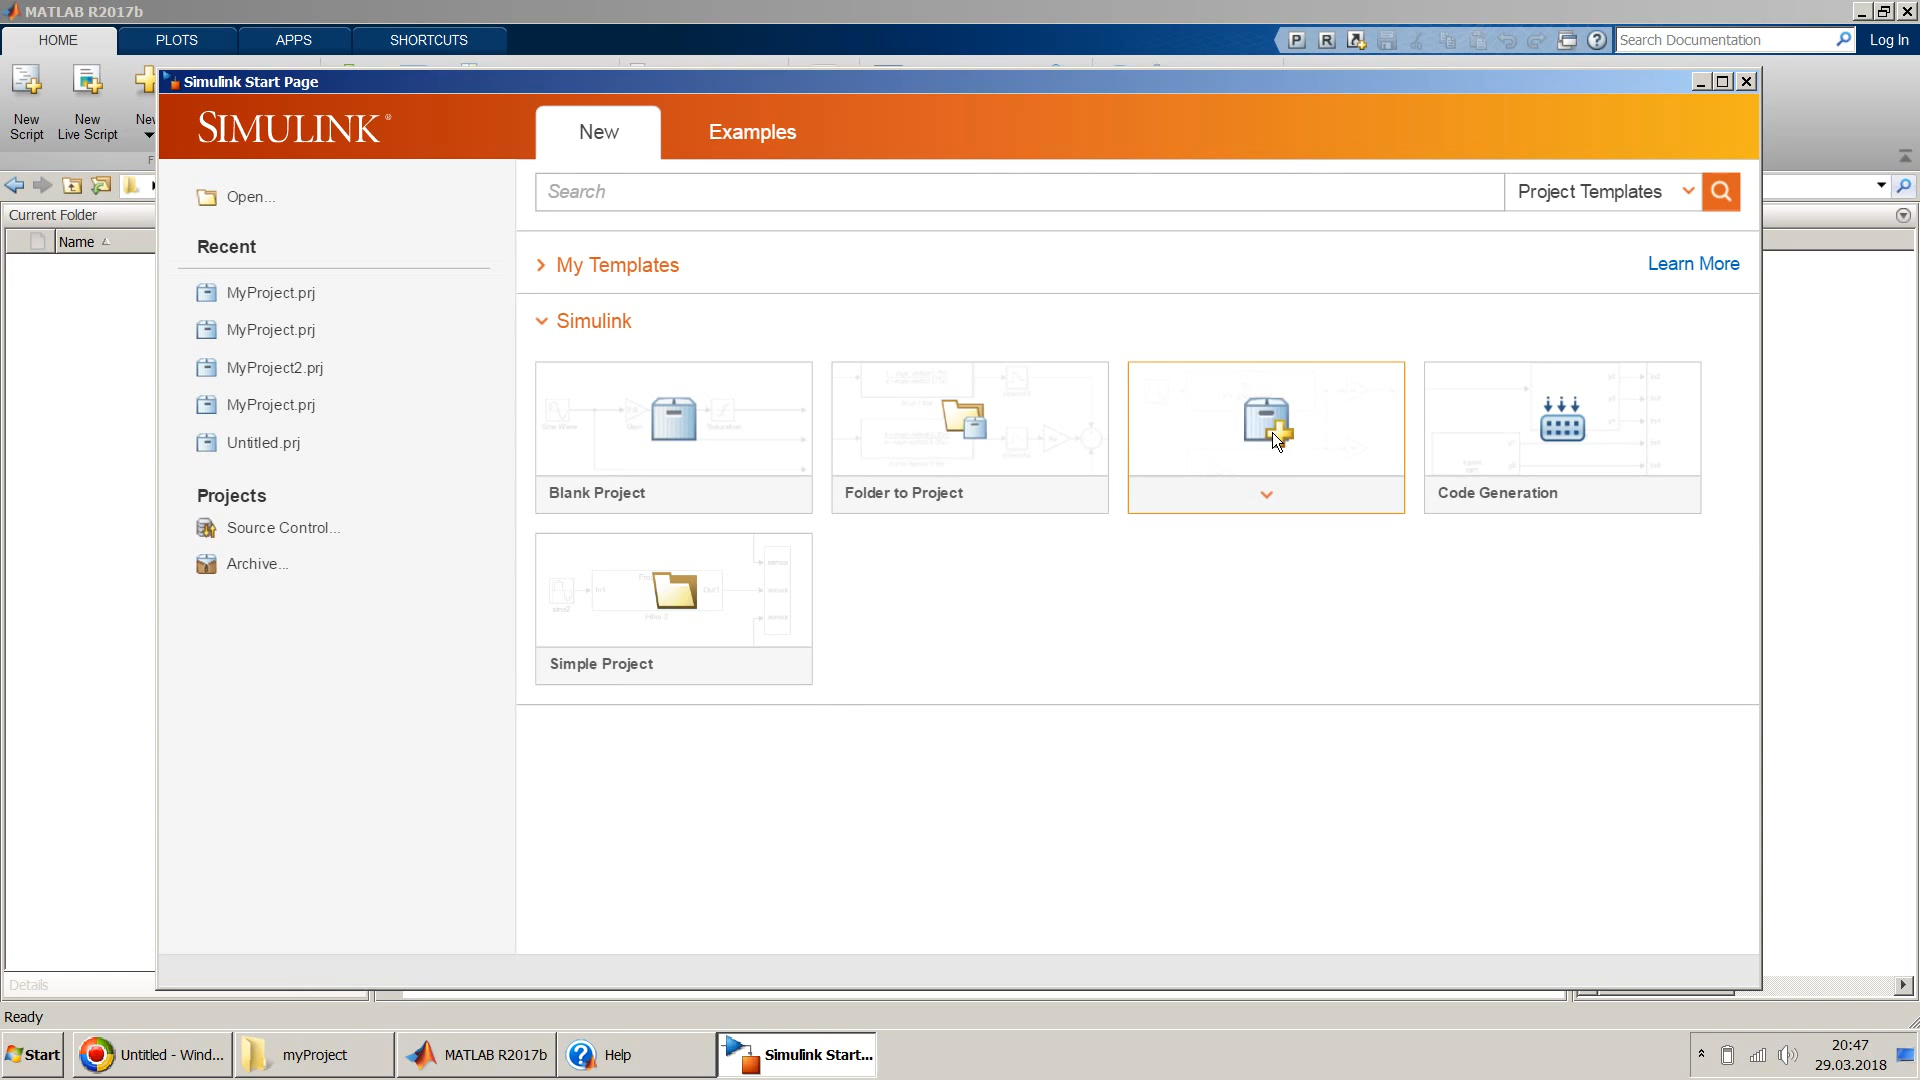 MATLAB R2017b
HOME
PLOTS
APPS
SHORTCUTS
Search Documentation
Log In
New
Script
New
Live Script
New
F
Simulink Start Page
SIMULINK®
New
Examples
Open...
Search
Project Templates
Current Folder
Name
Recent
My Templates
Learn More
MyProject.prj
MyProject.prj
MyProject2.prj
MyProject.prj
Untitled.prj
Simulink
Blank Project
Folder to Project
Code Generation
Projects
Source Control...
Archive...
Simple Project
Details
Ready
Start
Untitled - Wind...
myProject
MATLAB R2017b
Help
Simulink Start...
20:47
29.03.2018